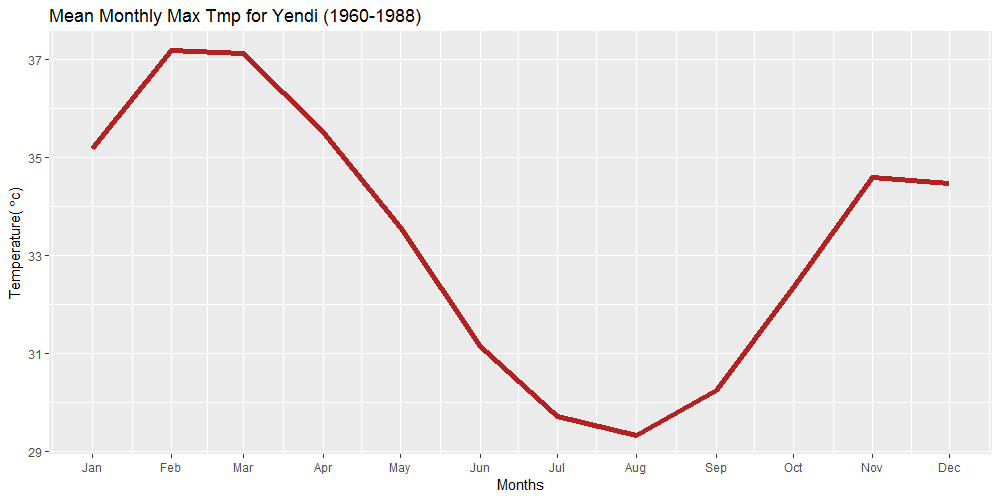 Mean Monthly Max Tmp for Yendi (1960-1988)
Temperature( °c)
37
35
33
31
29
Jan Feb Mar Apr May Jun Jul Aug Sep Oct Nov Dec
Months